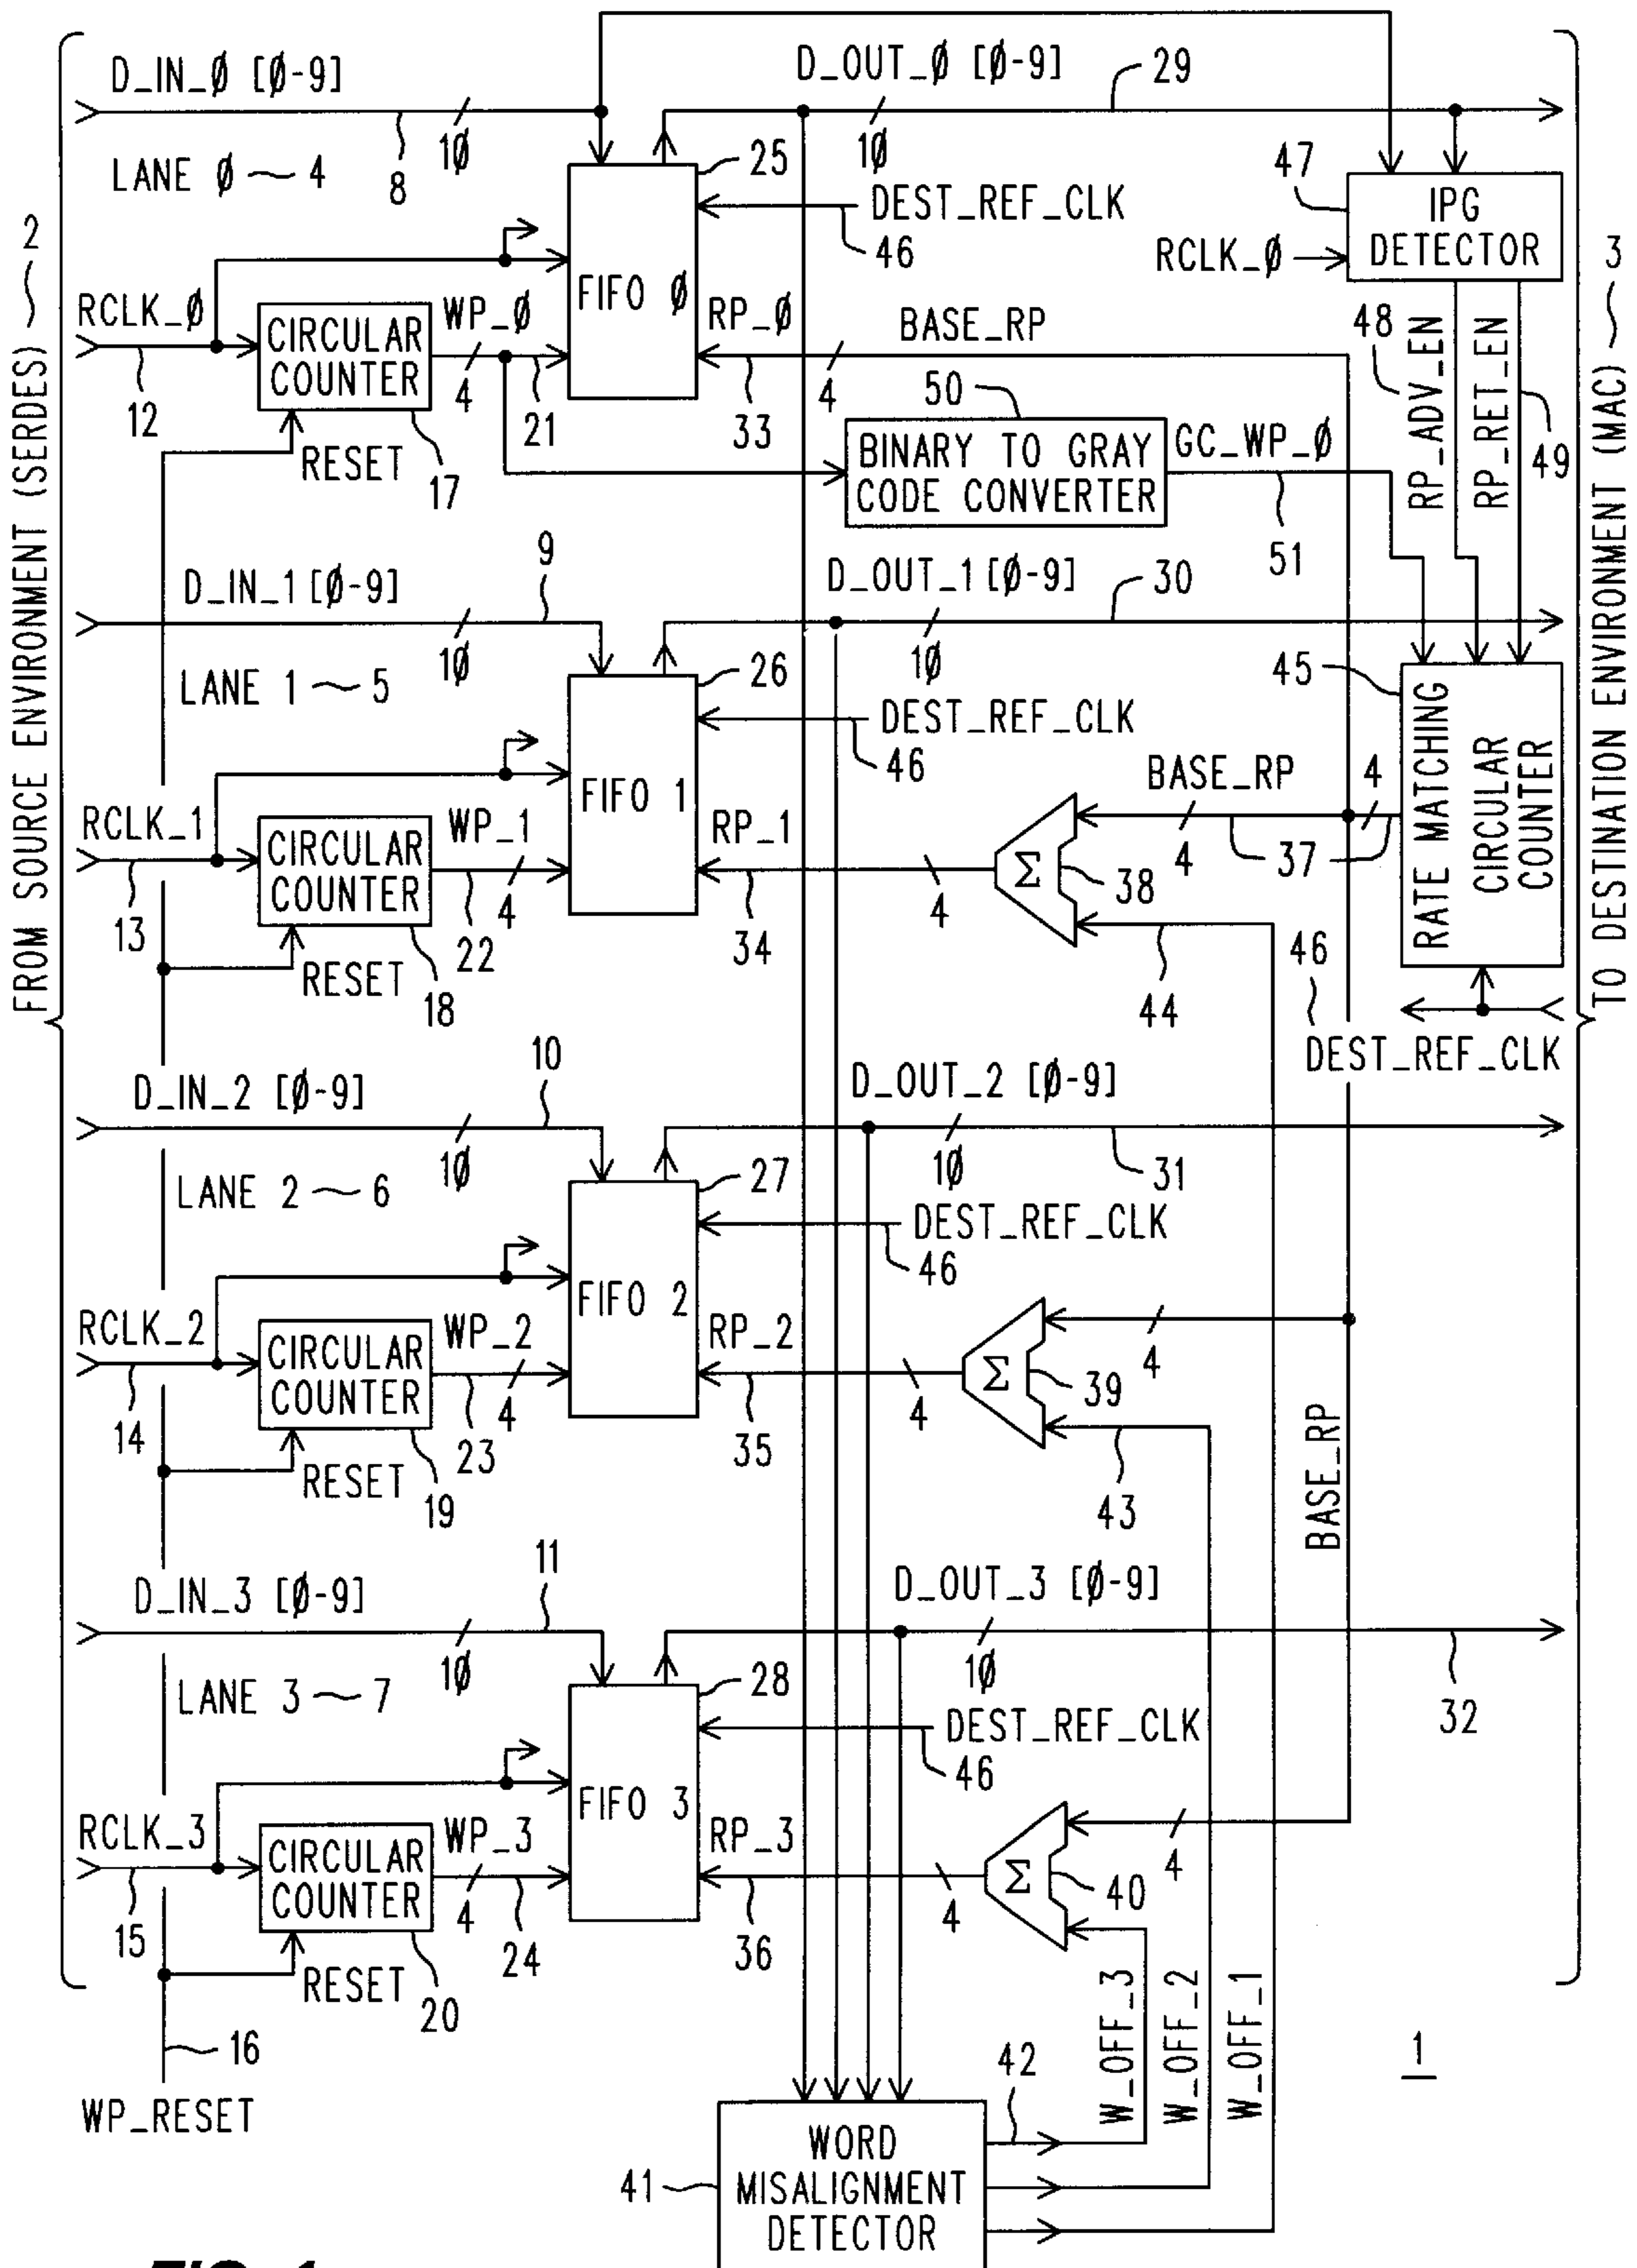 D_IN_Ø [Ø-9]
D_OUT_Ø [Ø-9]
29
8
1Ø
1Ø
LANE Ø 4
25
47
IPG
DETECTOR
DEST_REF_CLK
46
RCLK_Ø
2
3
FROM SOURCE ENVIRONMENT (SERDES)
TO DESTINATION ENVIRONMENT (MAC)
RCLK_Ø
12
CIRCULAR
COUNTER
WP_Ø
4
21
FIFO Ø
RP_Ø
33
4
BASE_RP
48
RP_ADV_EN
RP_RET_EN
49
RESET
17
50
BINARY TO GRAY
CODE CONVERTER
GC_WP_Ø
51
D_IN_1 [Ø-9]
9
1Ø
D_OUT_1 [Ø-9]
30
1Ø
LANE 1 5
26
DEST_REF_CLK
46
45
RATE MATCHING
CIRCULAR
COUNTER
RCLK_1
13
CIRCULAR
COUNTER
WP_1
22
4
FIFO 1
RP_1
34
4
Σ
38
BASE_RP
4
4
37
44
RESET
18
46
DEST_REF_CLK
D_IN_2 [Ø-9]
10
1Ø
D_OUT_2 [Ø-9]
1Ø
31
LANE 2 6
27
DEST_REF_CLK
46
RCLK_2
14
CIRCULAR
COUNTER
WP_2
23
4
FIFO 2
RP_2
35
4
Σ
39
4
43
BASE_RP
RESET
19
D_IN_3 [Ø-9]
11
1Ø
D_OUT_3 [Ø-9]
1Ø
32
LANE 3 7
28
DEST_REF_CLK
46
RCLK_3
15
CIRCULAR
COUNTER
WP_3
4
24
FIFO 3
RP_3
36
4
Σ
40
4
RESET
20
16
WP_RESET
W_OFF_3
W_OFF_2
W_OFF_1
42
1
41
WORD
MISALIGNMENT
DETECTOR